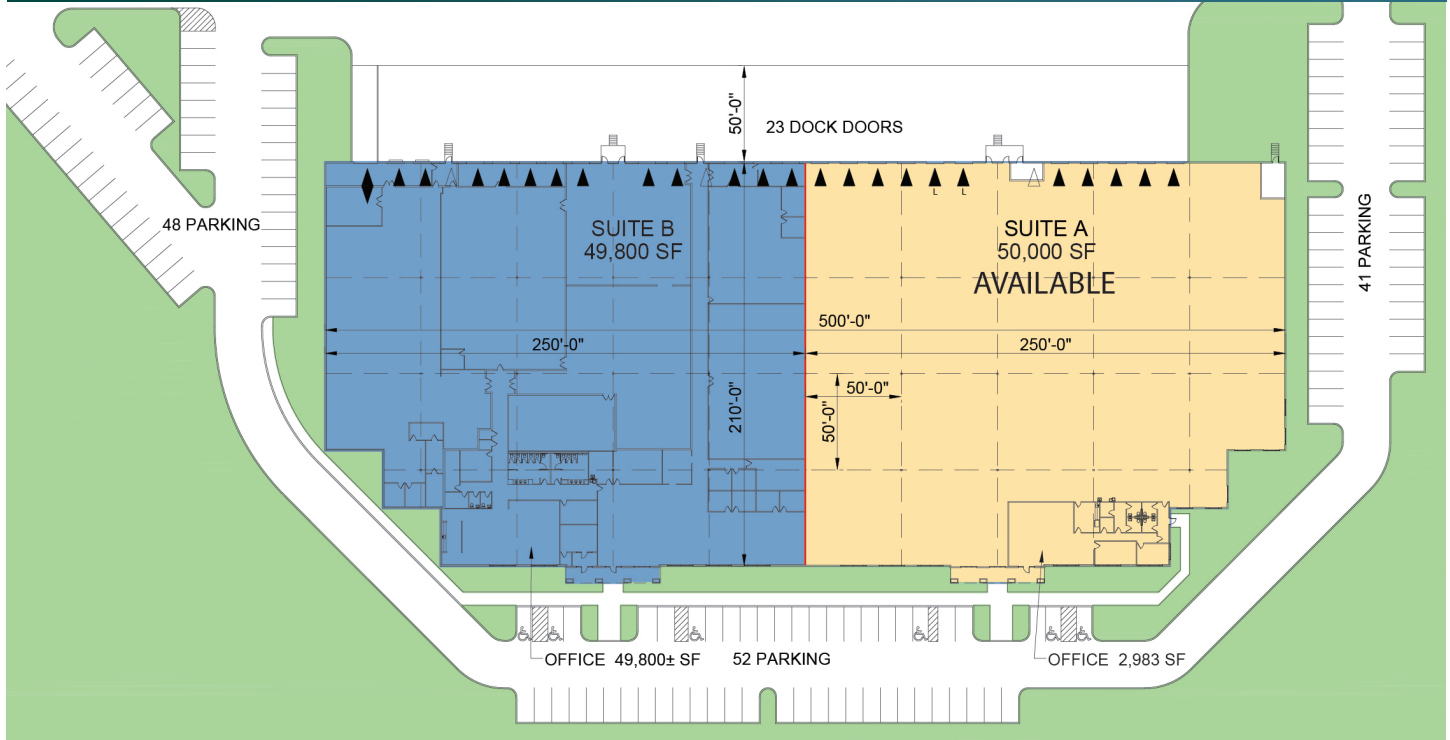 50'-0"
23 DOCK DOORS
48 PARKING
SUITE B
49,800 SF
SUITE A
50,000 SF
AVAILABLE
41 PARKING
L
L
500'-0"
250'-0"
250'-0"
50'-0"
210'-0"
50'-0"
OFFICE 49,800± SF
52 PARKING
OFFICE 2,983 SF